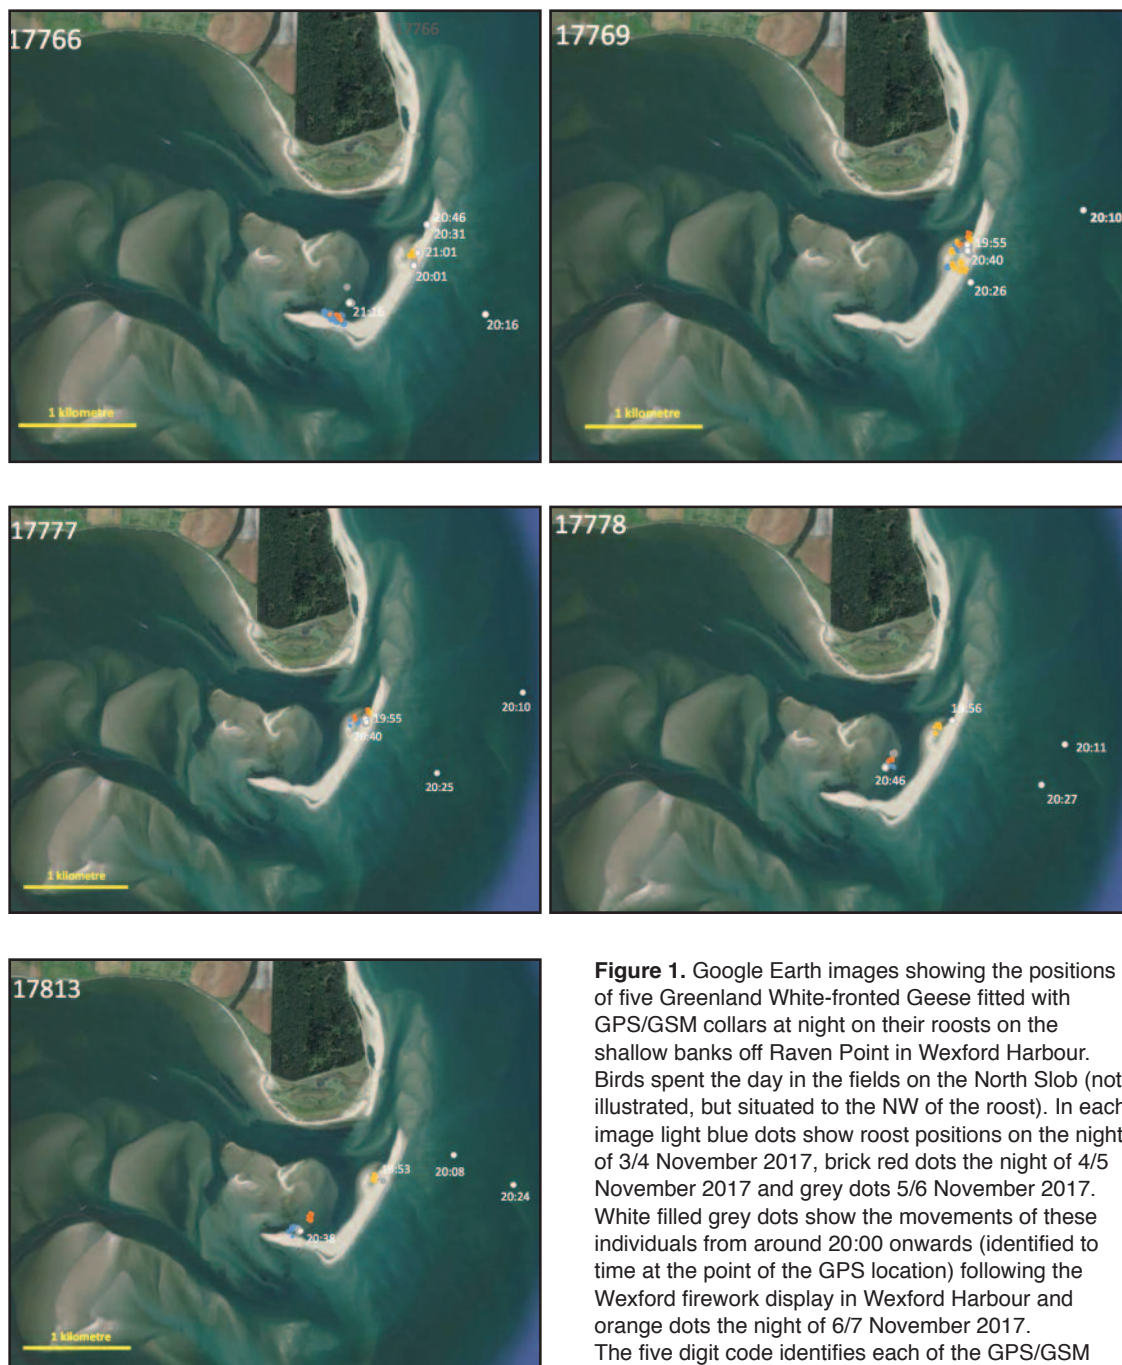 17766
17766
20:46
20:31
21:01
20:01
21:16
20:16
1 kilometre
17769
20:10
19:55
20:40
20:26
1 kilometre
17777
20:10
19:55
20:40
20:25
1 kilometre
17778
19:56
20:11
20:46
20:27
17813
19:53
20:08
20:24
20:38
1 kilometre
Figure 1. Google Earth images showing the positions
of five Greenland White-fronted Geese fitted with
GPS/GSM collars at night on their roosts on the
shallow banks off Raven Point in Wexford Harbour.
Birds spent the day in the fields on the North Slob (not
illustrated, but situated to the NW of the roost). In each
image light blue dots show roost positions on the night
of 3/4 November 2017, brick red dots the night of 4/5
November 2017 and grey dots 5/6 November 2017.
White filled grey dots show the movements of these
individuals from around 20:00 onwards (identified to
time at the point of the GPS location) following the
Wexford firework display in Wexford Harbour and
orange dots the night of 6/7 November 2017.
The five digit code identifies each of the GPS/GSM